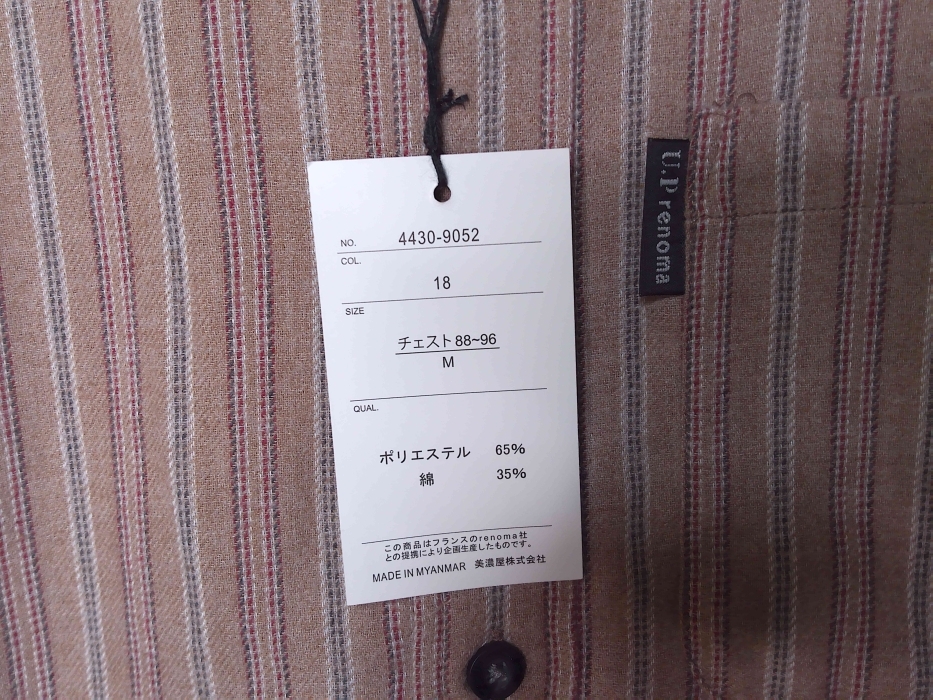 NO. 4430-9052
COL.
18
SIZE
チェスト88~96
M
QUAL.
ポリエステル 65%
綿 35%
この商品はフランスのrenoma社
との提携により企画生産したものです。
MADE IN MYANMAR 美濃屋株式会社
U.P renoma